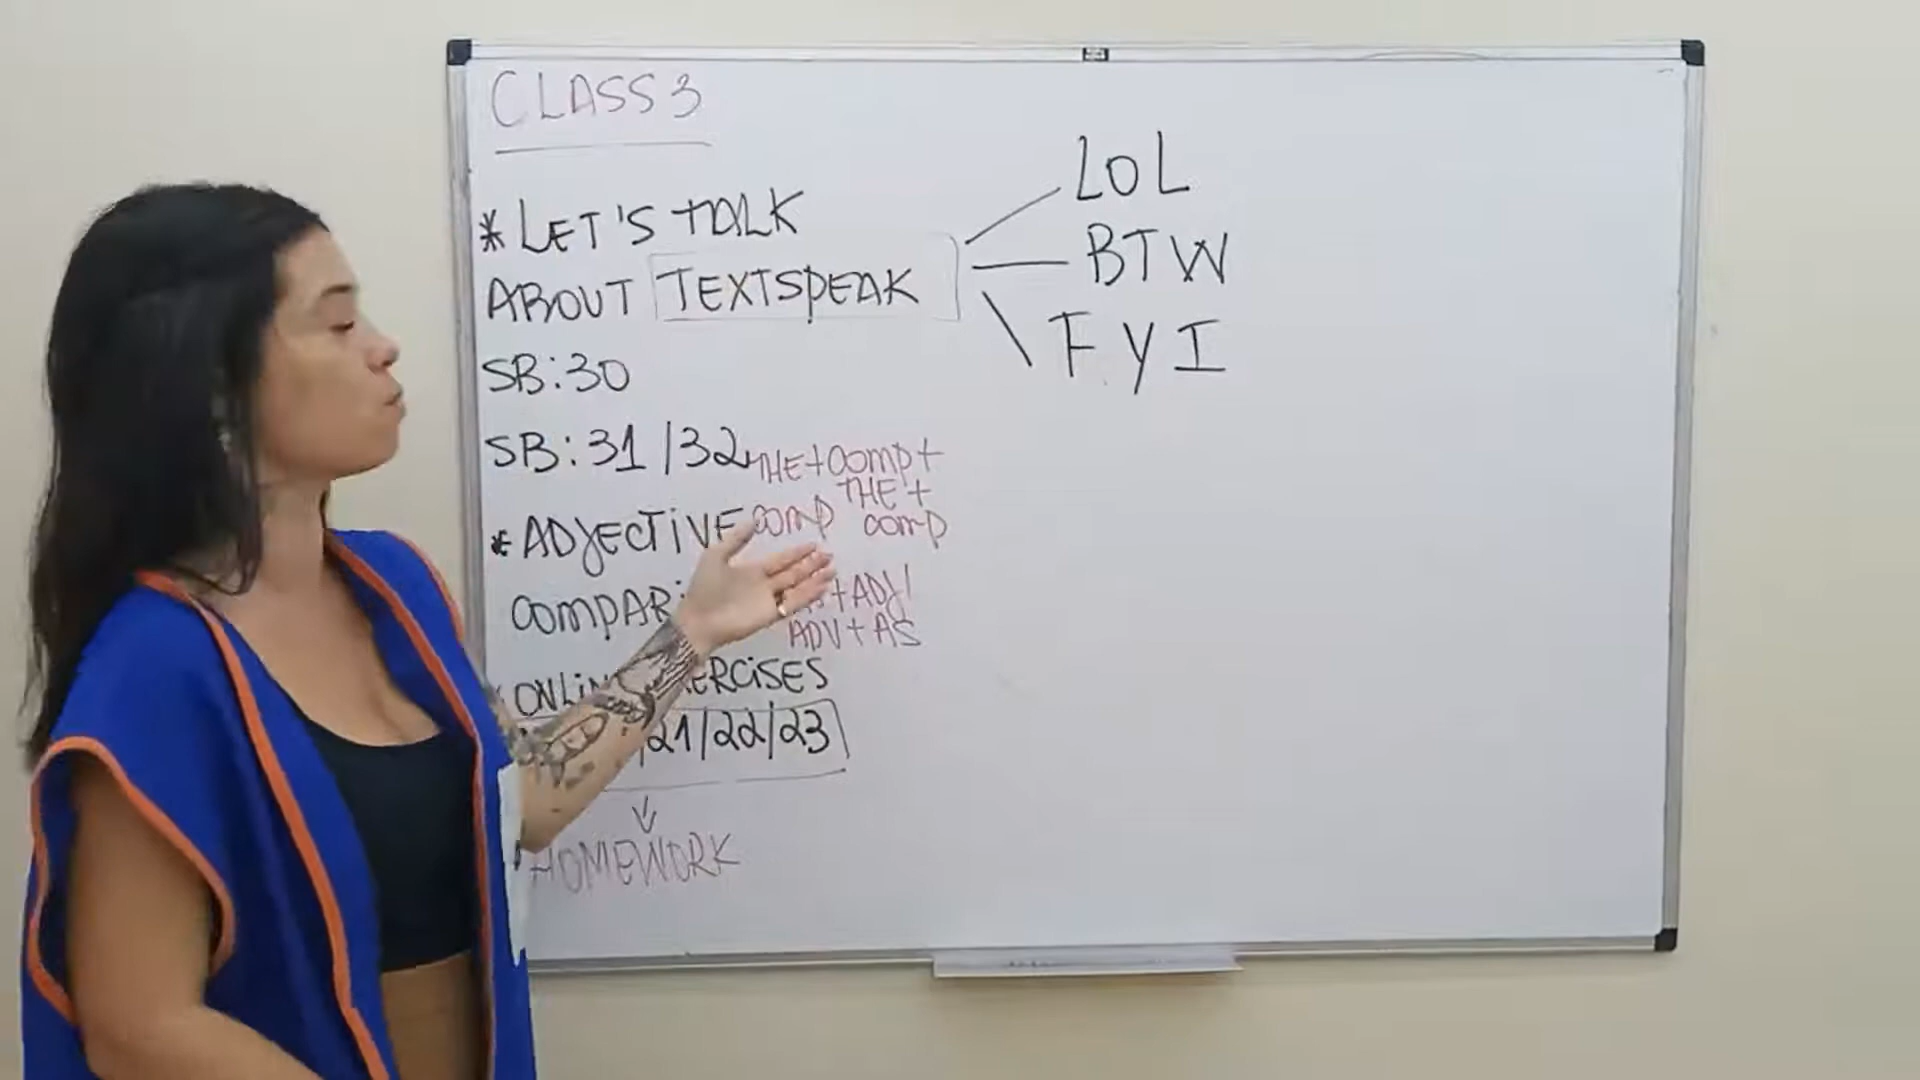 CLASS 3
*LET'S TALK
ABOUT TEXTSPEAK
LOL
BTW
FYI
SB:30
SB:31/32
THE+COMP+
THE+
COMP COMP
*ADJECTIVE
+ADJ/
ADV+AS
21/22/23
HOMEWORK